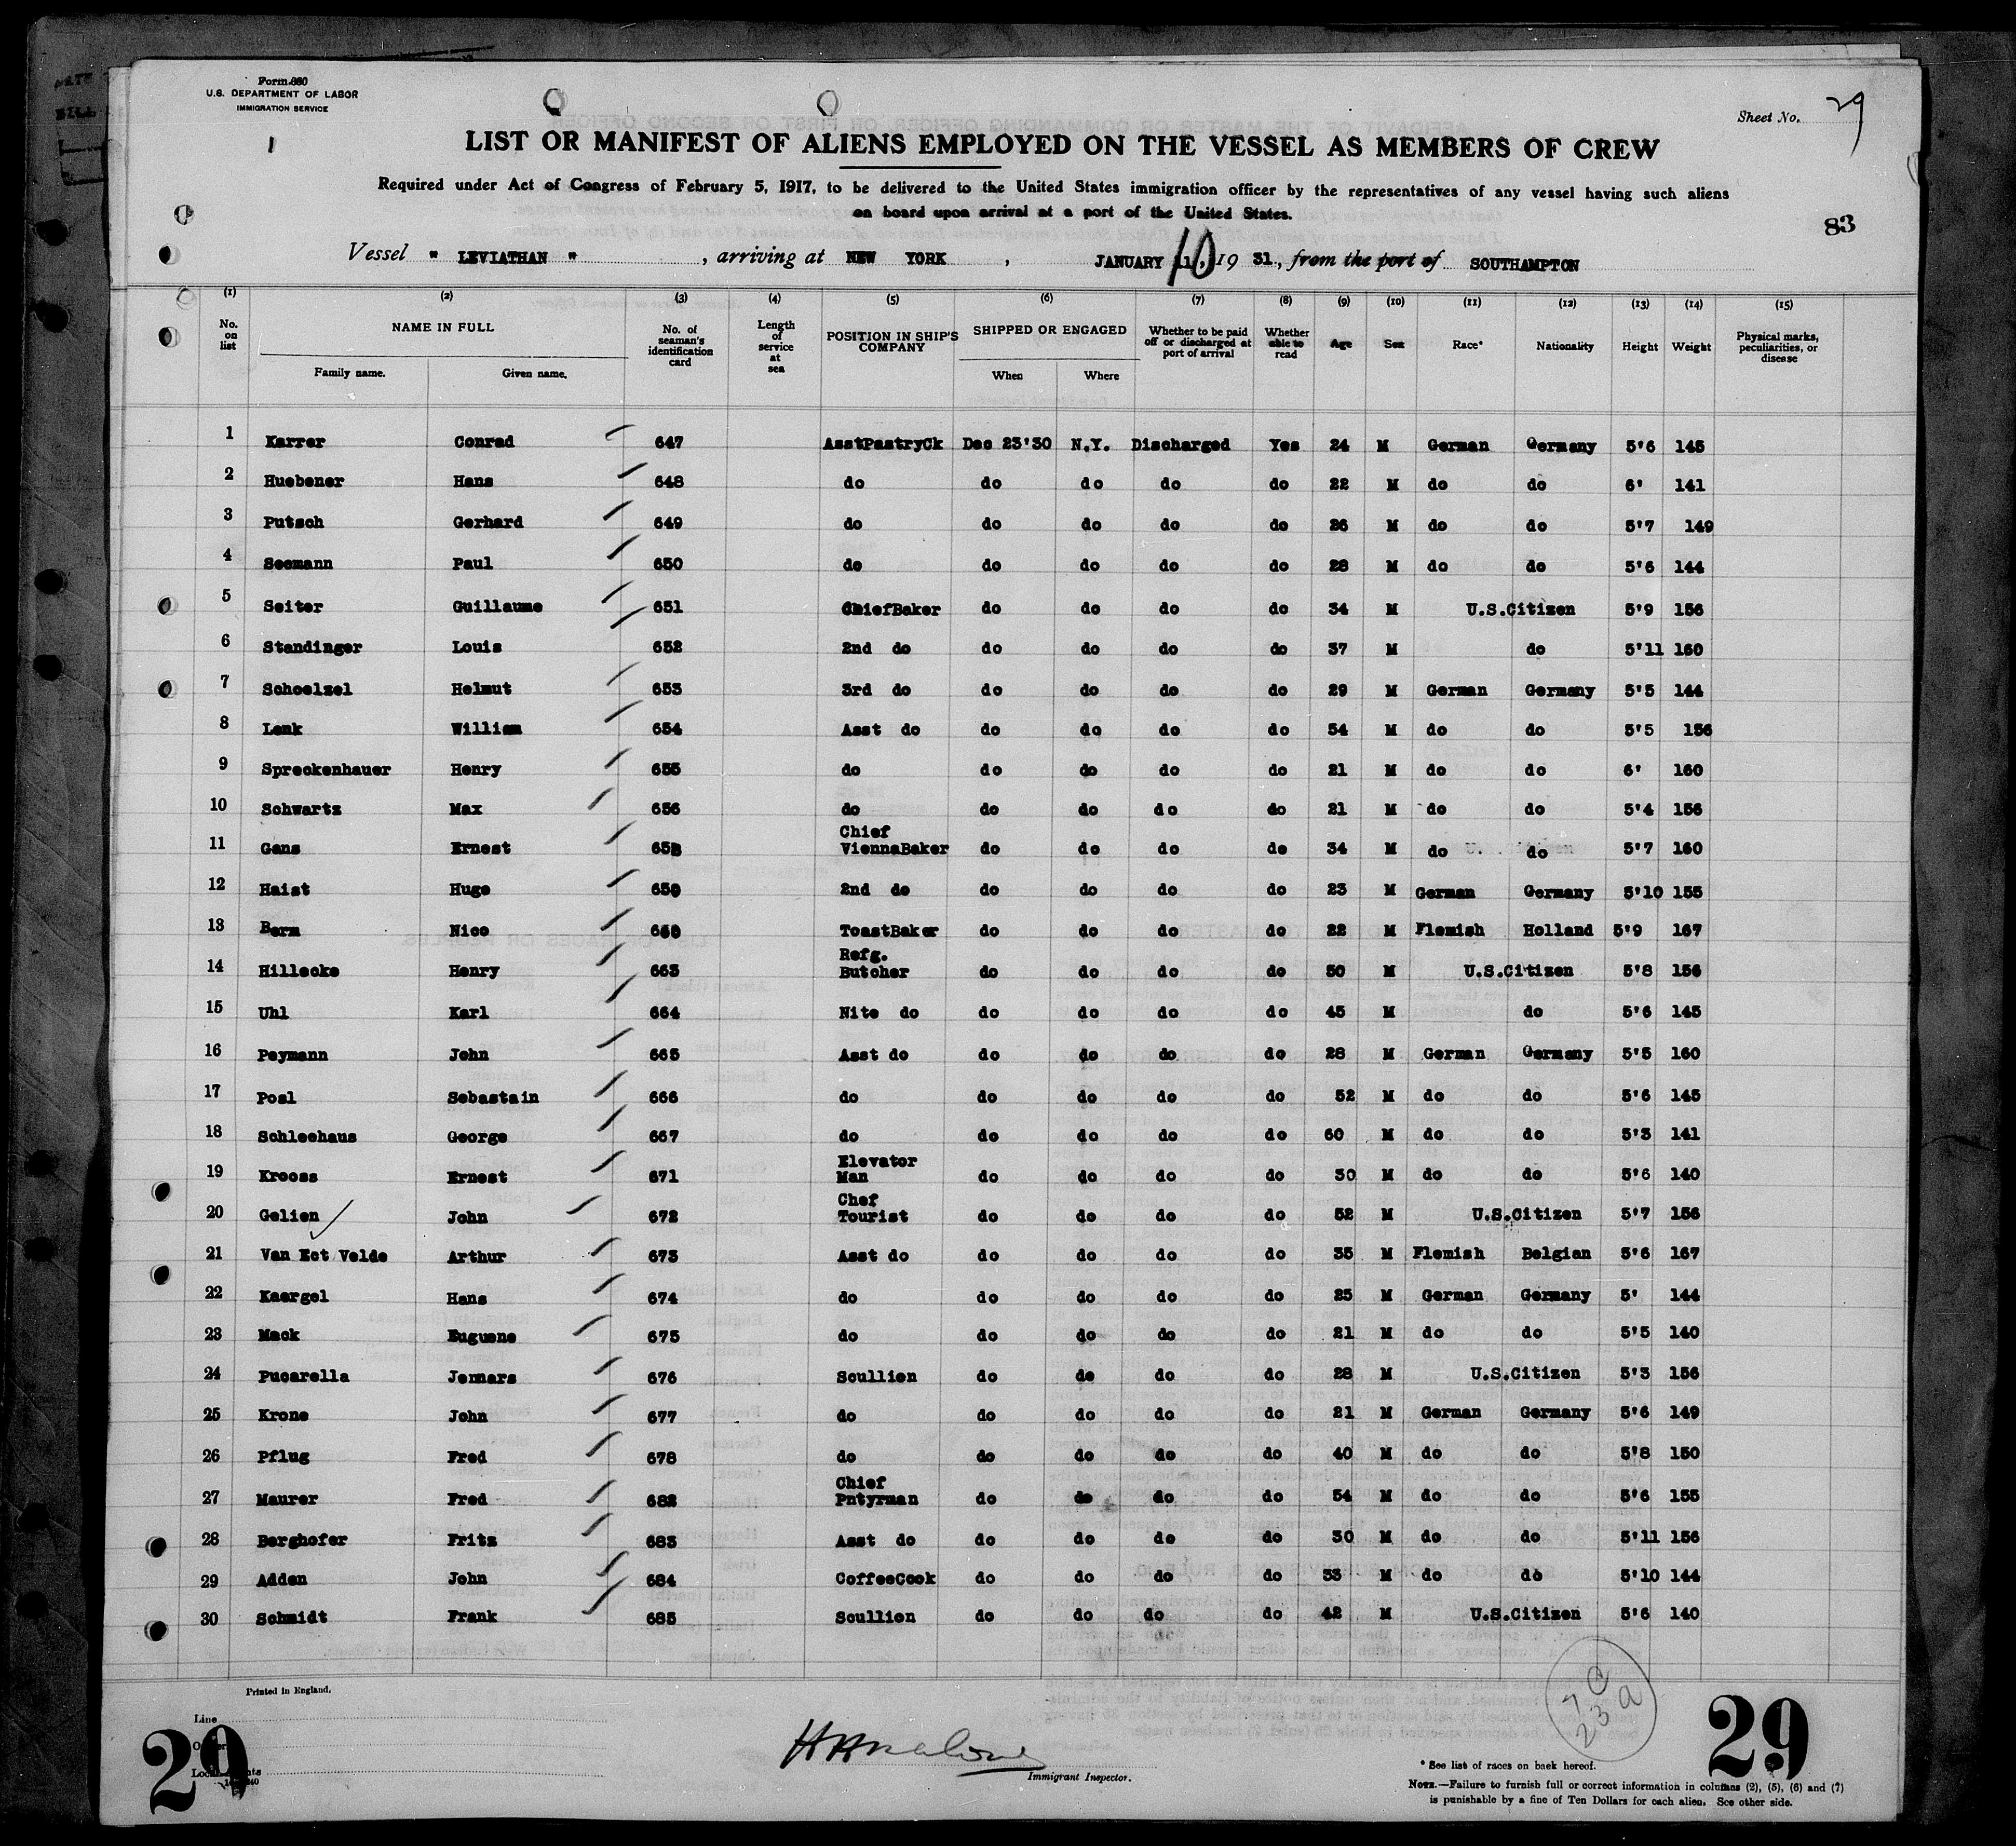 Form 680
U.S. DEPARTMENT OF LABOR
IMMIGRATION SERVICE
Sheet No. 29
LIST OR MANIFEST OF ALIENS EMPLOYED ON THE VESSEL AS MEMBERS OF CREW
Required under Act of Congress of February 5, 1917, to be delivered to the United States immigration officer by the representatives of any vessel having such aliens
on board upon arrival at a port of the United States.
83
Vessel " LEVIATHAN ", arriving at NEW YORK, JANUARY 10, 1931., from the port of SOUTHAMPTON
(1) (2) (3) (4) (5) (6) (7) (8) (9) (10) (11) (12) (13) (14) (15)
No. on list NAME IN FULL Family name. Given name. No. of seaman's identification card Length of service at sea POSITION IN SHIP'S COMPANY SHIPPED OR ENGAGED When Where Whether to be paid off or discharged at port of arrival Whether able to read Age Sex Race* Nationality Height Weight Physical marks, peculiarities, or disease
1 Karrer Conrad 647 AsstPastryCk Dec 23'30 N.Y. Discharged Yes 24 M German Germany 5'6 145
2 Huebener Hans 648 do do do do do 22 M do do 6' 141
3 Putsch Gerhard 649 do do do do do 26 M do do 5'7 149
4 Seemann Paul 650 do do do do do 28 M do do 5'6 144
5 Seiter Guillaume 651 ChiefBaker do do do do 34 M U.S.Citizen 5'9 156
6 Standinger Louis 652 2nd do do do do do 37 M do 5'11 160
7 Schoelzel Helmut 653 3rd do do do do do 29 M German Germany 5'5 144
8 Lenk William 654 Asst do do do do do 54 M do do 5'5 156
9 Spreckenhauer Henry 655 do do do do do 21 M do do 6' 160
10 Schwartz Max 656 do do do do do 21 M do do 5'4 156
11 Gans Ernest Chief ViennaBaker do do do do 34 M do do 5'7 160
12 Haist Hugo 2nd do do do do do 23 M German Germany 5'10 155
13 Berm Nico ToastBaker do do do do 22 M Flemish Holland 5'9 167
14 Hillecke Henry 663 Refg. Butcher do do do do 50 M U.S.Citizen 5'8 156
15 Uhl Karl 664 Nite do do do do do 45 M do 5'6 145
16 Peymann John 665 Asst do do do do do 28 M German Germany 5'5 160
17 Posl Sebastain 666 do do do do do 52 M do do 5'6 145
18 Schleehaus George 667 do do do do do 60 M do do 5'3 141
19 Krooss Ernest 671 Elevator Man do do do do 30 M do do 5'6 140
20 Gelien John 672 Chef Tourist do do do do 52 M U.S.Citizen 5'7 156
21 Van Ect Velde Arthur 673 Asst do do do do do 35 M Flemish Belgian 5'6 167
22 Kaergel Hans 674 do do do do do 25 M German Germany 5' 144
23 Mack Euguene 675 do do do do do 21 M do do 5'5 140
24 Pucarella Jennars 676 Scullion do do do do 28 M U.S.Citizen 5'3 156
25 Krone John 677 do do do do do 21 M German Germany 5'6 149
26 Pflug Fred 678 do do do do do 40 M do do 5'8 150
27 Maurer Fred 682 Chief Pntyrman do do do do 54 M do do 5'6 155
28 Berghofer Fritz 683 Asst do do do do do 30 M do do 5'11 156
29 Adden John 684 CoffeeCook do do do do 33 M do do 5'10 144
30 Schmidt Frank 685 Scullion do do do do 42 M U.S.Citizen 5'6 140
Printed in England.
Line
29
7 C
23 a
29
Immigrant Inspector.
* See list of races on back hereof.
NOTE.—Failure to furnish full or correct information in columns (2), (5), (6) and (7)
is punishable by a fine of Ten Dollars for each alien. See other side.